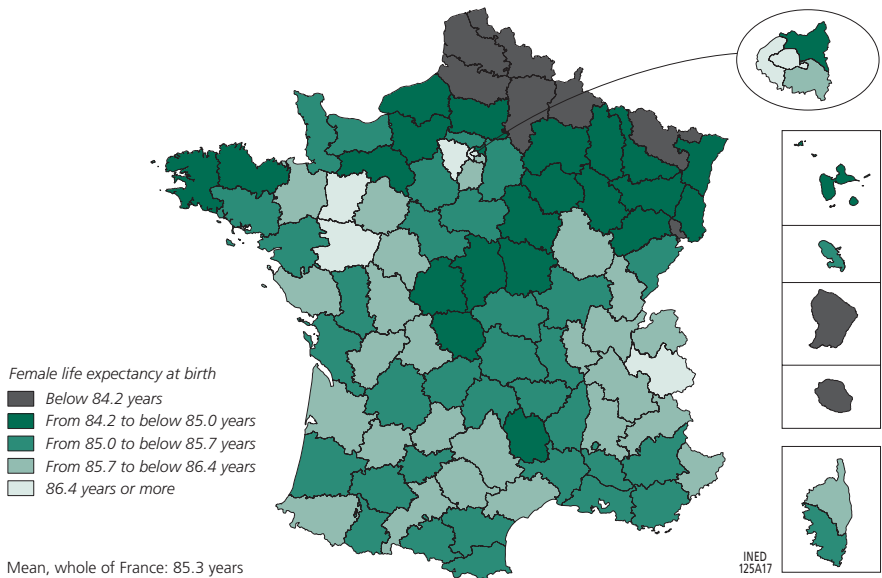 Female life expectancy at birth
Below 84.2 years
From 84.2 to below 85.0 years
From 85.0 to below 85.7 years
From 85.7 to below 86.4 years
86.4 years or more
Mean, whole of France: 85.3 years
INED
125A17